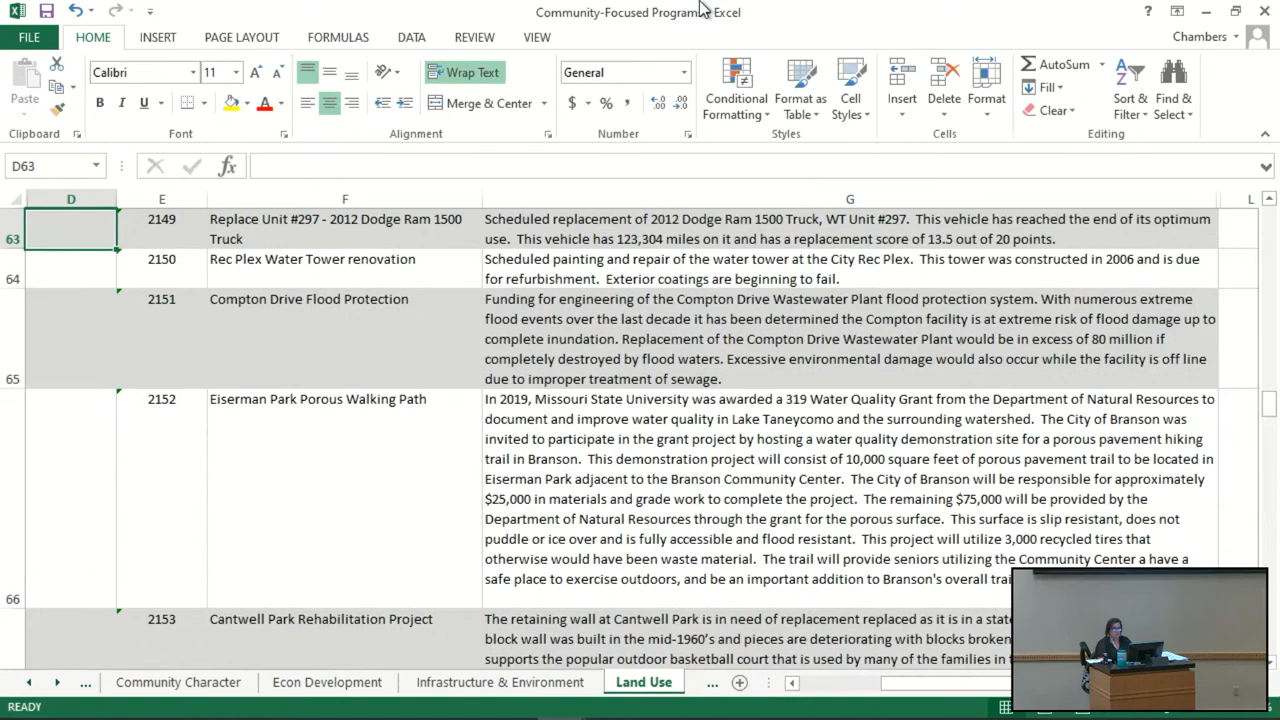 Community-Focused Program - Excel
FILE HOME INSERT PAGE LAYOUT FORMULAS DATA REVIEW VIEW Chambers
Paste
Calibri 11
B I U
Wrap Text
Merge & Center
General
$ % ,
Conditional Formatting
Format as Table
Cell Styles
Insert Delete Format
AutoSum
Fill
Clear
Sort & Filter
Find & Select
Clipboard Font Alignment Number Styles Cells Editing
D63 fx
D E F G L
63 2149 Replace Unit #297 - 2012 Dodge Ram 1500
Truck
Scheduled replacement of 2012 Dodge Ram 1500 Truck, WT Unit #297. This vehicle has reached the end of its optimum
use. This vehicle has 123,304 miles on it and has a replacement score of 13.5 out of 20 points.
64 2150 Rec Plex Water Tower renovation
Scheduled painting and repair of the water tower at the City Rec Plex. This tower was constructed in 2006 and is due
for refurbishment. Exterior coatings are beginning to fail.
65 2151 Compton Drive Flood Protection
Funding for engineering of the Compton Drive Wastewater Plant flood protection system. With numerous extreme
flood events over the last decade it has been determined the Compton facility is at extreme risk of flood damage up to
complete inundation. Replacement of the Compton Drive Wastewater Plant would be in excess of 80 million if
completely destroyed by flood waters. Excessive environmental damage would also occur while the facility is off line
due to improper treatment of sewage.
66 2152 Eiserman Park Porous Walking Path
In 2019, Missouri State University was awarded a 319 Water Quality Grant from the Department of Natural Resources to
document and improve water quality in Lake Taneycomo and the surrounding watershed. The City of Branson was
invited to participate in the grant project by hosting a water quality demonstration site for a porous pavement hiking
trail in Branson. This demonstration project will consist of 10,000 square feet of porous pavement trail to be located in
Eiserman Park adjacent to the Branson Community Center. The City of Branson will be responsible for approximately
$25,000 in materials and grade work to complete the project. The remaining $75,000 will be provided by the
Department of Natural Resources through the grant for the porous surface. This surface is slip resistant, does not
puddle or ice over and is fully accessible and flood resistant. This project will utilize 3,000 recycled tires that
otherwise would have been waste material. The trail will provide seniors utilizing the Community Center a have a
safe place to exercise outdoors, and be an important addition to Branson's overall trai
2153 Cantwell Park Rehabilitation Project
The retaining wall at Cantwell Park is in need of replacement replaced as it is in a stat
block wall was built in the mid-1960's and pieces are deteriorating with blocks broken
supports the popular outdoor basketball court that is used by many of the families in t
... Community Character Econ Development Infrastructure & Environment Land Use ...
READY